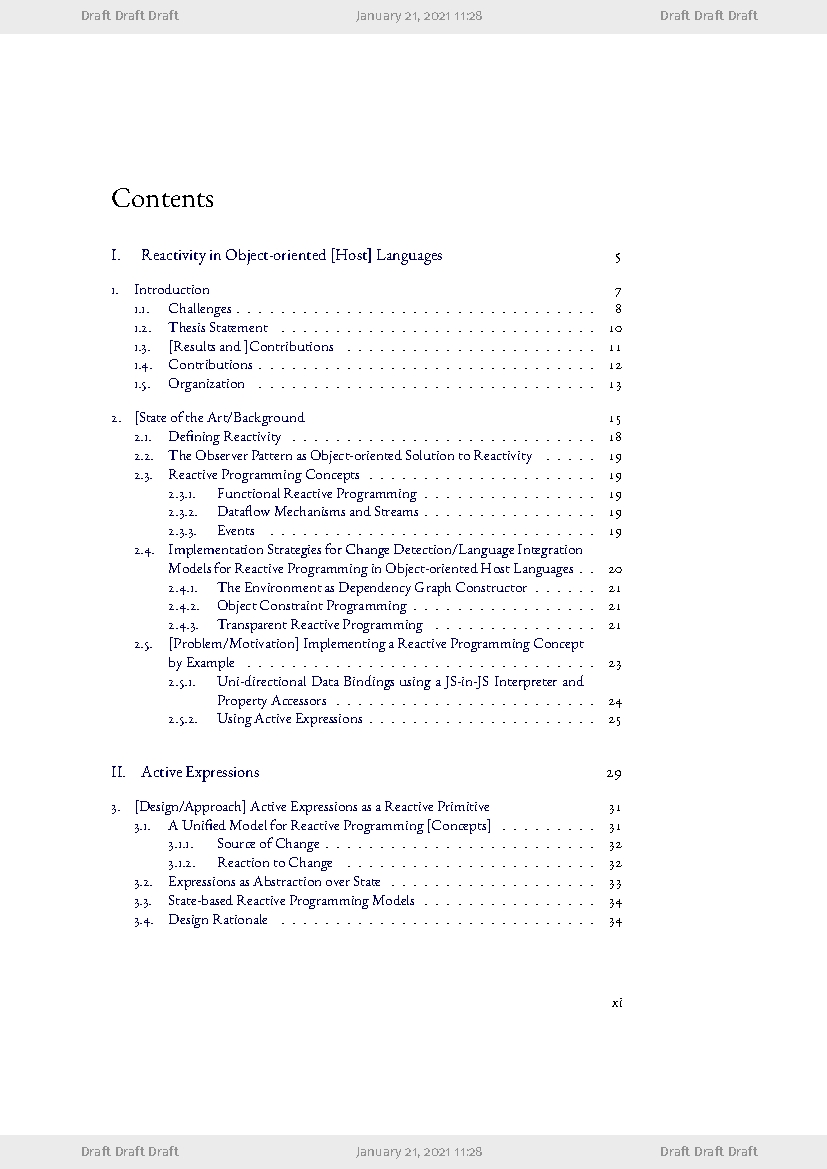 Draft Draft Draft January 21, 2021 11:28 Draft Draft Draft
Contents
I. Reactivity in Object-oriented [Host] Languages 5
1. Introduction 7
1.1. Challenges . . . . . . . . . . . . . . . . . . . . . . . . . . . . . . . . . 8
1.2. Thesis Statement . . . . . . . . . . . . . . . . . . . . . . . . . . . . . 10
1.3. [Results and ]Contributions . . . . . . . . . . . . . . . . . . . . . . . 11
1.4. Contributions . . . . . . . . . . . . . . . . . . . . . . . . . . . . . . . 12
1.5. Organization . . . . . . . . . . . . . . . . . . . . . . . . . . . . . . . 13
2. [State of the Art/Background 15
2.1. Defining Reactivity . . . . . . . . . . . . . . . . . . . . . . . . . . . . 18
2.2. The Observer Pattern as Object-oriented Solution to Reactivity . . . . . 19
2.3. Reactive Programming Concepts . . . . . . . . . . . . . . . . . . . . . 19
2.3.1. Functional Reactive Programming . . . . . . . . . . . . . . . . 19
2.3.2. Dataflow Mechanisms and Streams . . . . . . . . . . . . . . . . 19
2.3.3. Events . . . . . . . . . . . . . . . . . . . . . . . . . . . . . . 19
2.4. Implementation Strategies for Change Detection/Language Integration
Models for Reactive Programming in Object-oriented Host Languages . . 20
2.4.1. The Environment as Dependency Graph Constructor . . . . . . 21
2.4.2. Object Constraint Programming . . . . . . . . . . . . . . . . . 21
2.4.3. Transparent Reactive Programming . . . . . . . . . . . . . . . 21
2.5. [Problem/Motivation] Implementing a Reactive Programming Concept
by Example . . . . . . . . . . . . . . . . . . . . . . . . . . . . . . . . 23
2.5.1. Uni-directional Data Bindings using a JS-in-JS Interpreter and
Property Accessors . . . . . . . . . . . . . . . . . . . . . . . . 24
2.5.2. Using Active Expressions . . . . . . . . . . . . . . . . . . . . . 25
II. Active Expressions 29
3. [Design/Approach] Active Expressions as a Reactive Primitive 31
3.1. A Unified Model for Reactive Programming [Concepts] . . . . . . . . . 31
3.1.1. Source of Change . . . . . . . . . . . . . . . . . . . . . . . . . 32
3.1.2. Reaction to Change . . . . . . . . . . . . . . . . . . . . . . . 32
3.2. Expressions as Abstraction over State . . . . . . . . . . . . . . . . . . . 33
3.3. State-based Reactive Programming Models . . . . . . . . . . . . . . . . 34
3.4. Design Rationale . . . . . . . . . . . . . . . . . . . . . . . . . . . . . 34
xi
Draft Draft Draft January 21, 2021 11:28 Draft Draft Draft